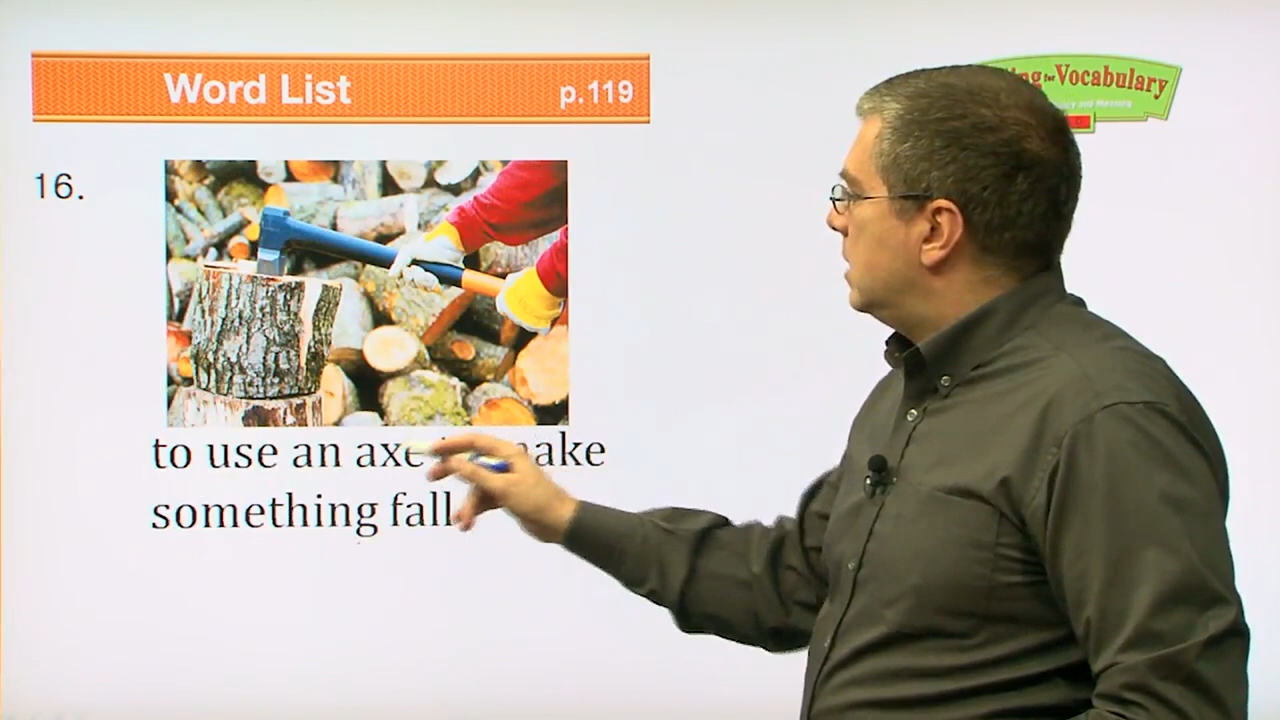 Word List
p.119
16.
to use an axe
something fall
Vocabulary